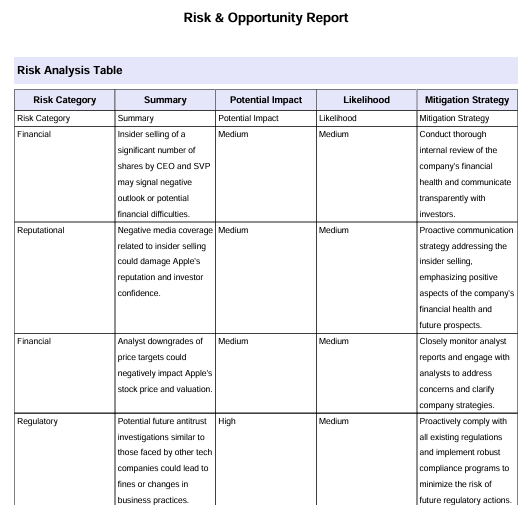 Risk & Opportunity Report
Risk Analysis Table
Risk Category Summary Potential Impact Likelihood Mitigation Strategy
Risk Category Summary Potential Impact Likelihood Mitigation Strategy
Financial Insider selling of a Medium Medium Conduct thorough
significant number of internal review of the
shares by CEO and SVP company's financial
may signal negative health and communicate
outlook or potential transparently with
financial difficulties. investors.
Reputational Negative media coverage Medium Medium Proactive communication
related to insider selling strategy addressing the
could damage Apple's insider selling,
reputation and investor emphasizing positive
confidence. aspects of the company's
financial health and
future prospects.
Financial Analyst downgrades of Medium Medium Closely monitor analyst
price targets could reports and engage with
negatively impact Apple's analysts to address
stock price and valuation. concerns and clarify
company strategies.
Regulatory Potential future antitrust High Medium Proactively comply with
investigations similar to all existing regulations
those faced by other tech and implement robust
companies could lead to compliance programs to
fines or changes in minimize the risk of
business practices. future regulatory actions.